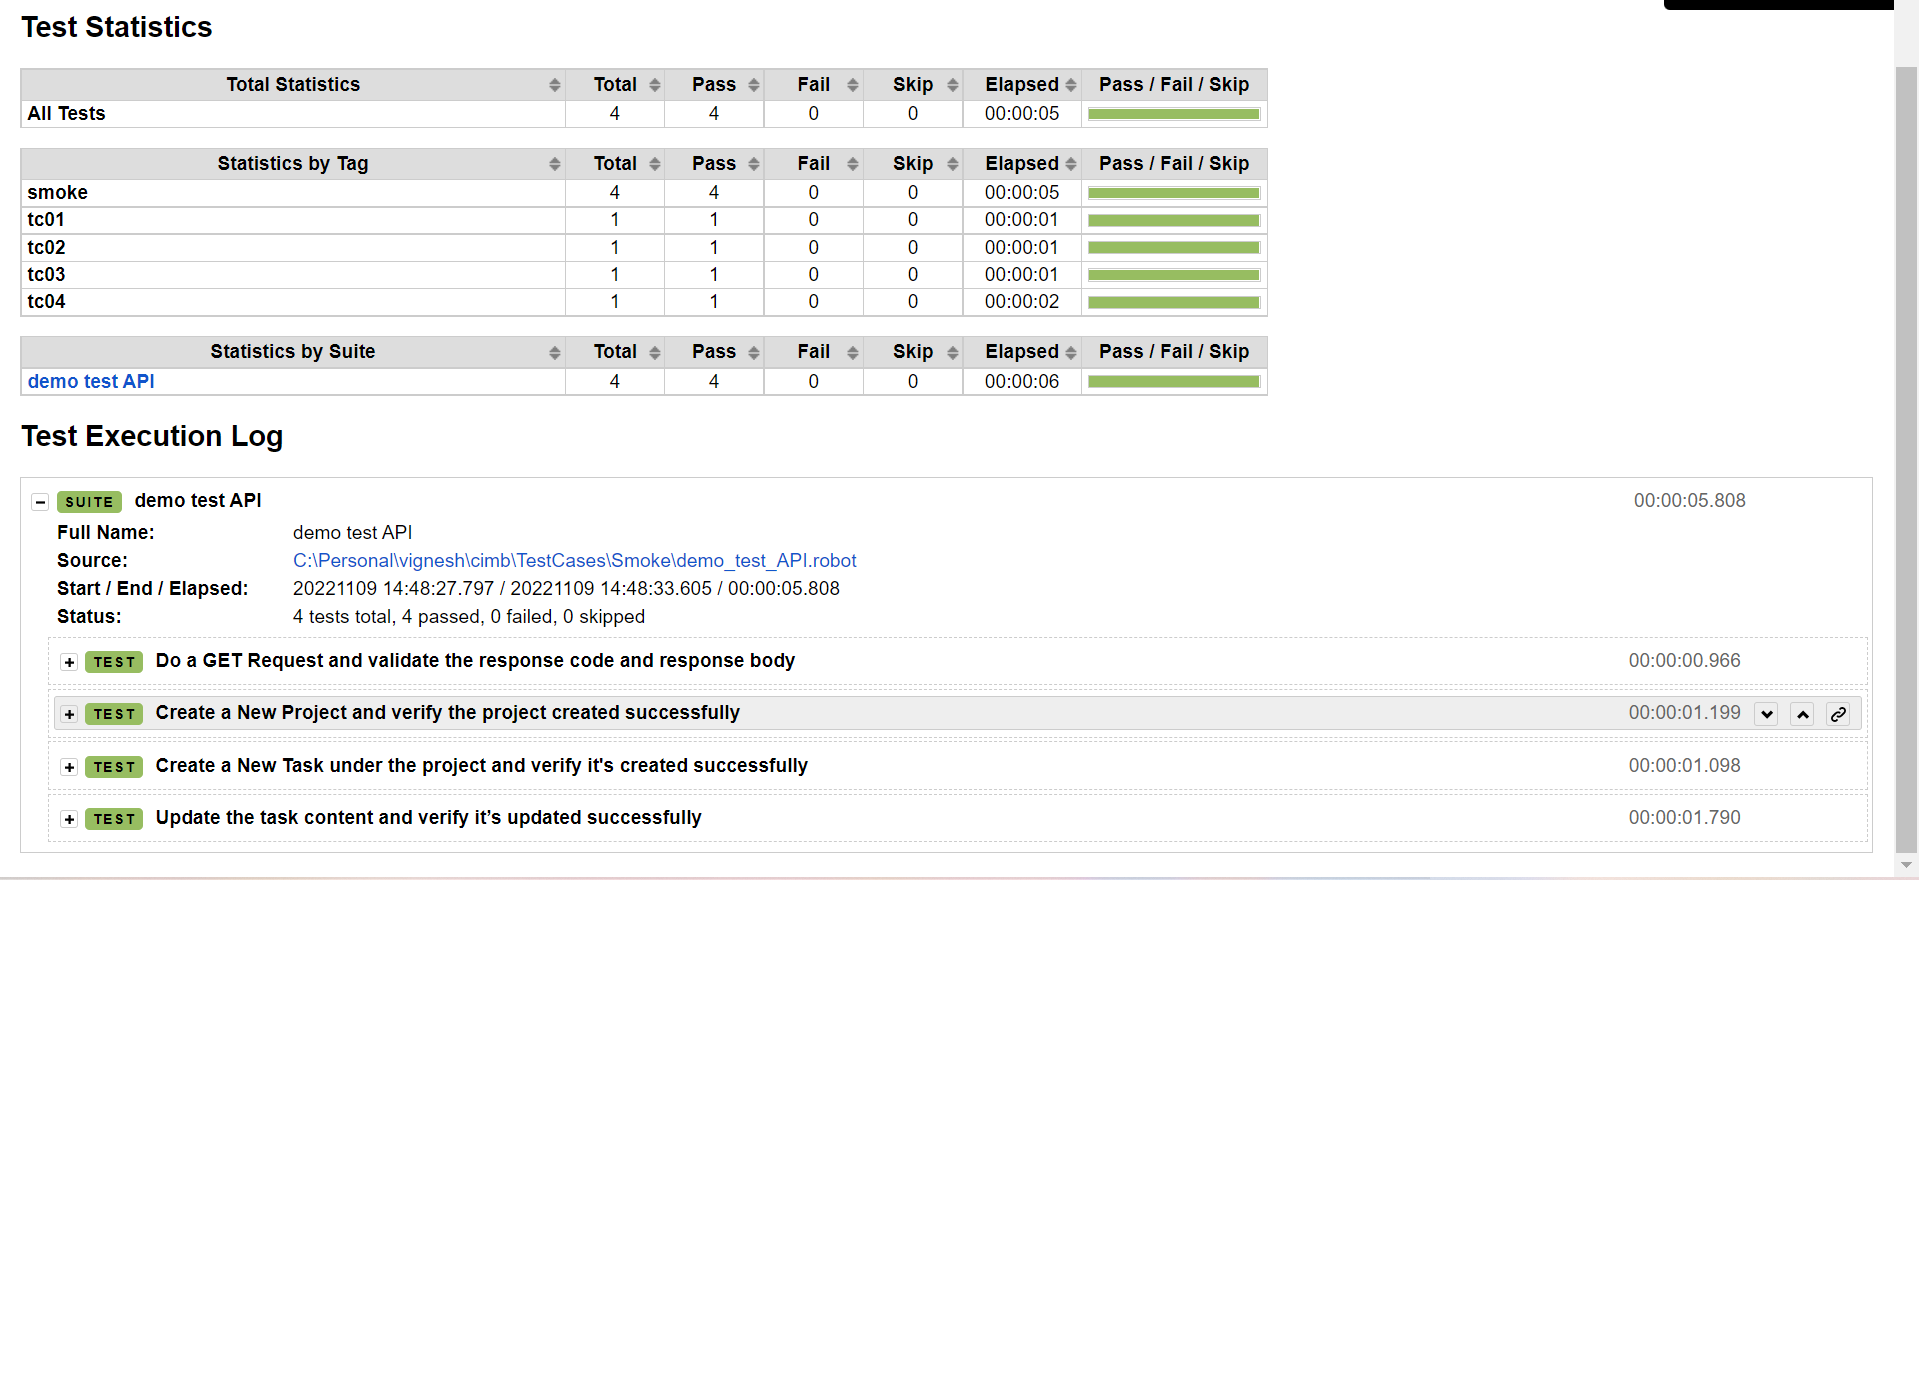 Test Statistics
Total Statistics Total Pass Fail Skip Elapsed Pass / Fail / Skip
All Tests 4 4 0 0 00:00:05
Statistics by Tag Total Pass Fail Skip Elapsed Pass / Fail / Skip
smoke 4 4 0 0 00:00:05
tc01 1 1 0 0 00:00:01
tc02 1 1 0 0 00:00:01
tc03 1 1 0 0 00:00:01
tc04 1 1 0 0 00:00:02
Statistics by Suite Total Pass Fail Skip Elapsed Pass / Fail / Skip
demo test API 4 4 0 0 00:00:06
Test Execution Log
SUITE demo test API 00:00:05.808
Full Name: demo test API
Source: C:\Personal\vignesh\cimb\TestCases\Smoke\demo_test_API.robot
Start / End / Elapsed: 20221109 14:48:27.797 / 20221109 14:48:33.605 / 00:00:05.808
Status: 4 tests total, 4 passed, 0 failed, 0 skipped
TEST Do a GET Request and validate the response code and response body 00:00:00.966
TEST Create a New Project and verify the project created successfully 00:00:01.199
TEST Create a New Task under the project and verify it's created successfully 00:00:01.098
TEST Update the task content and verify it’s updated successfully 00:00:01.790